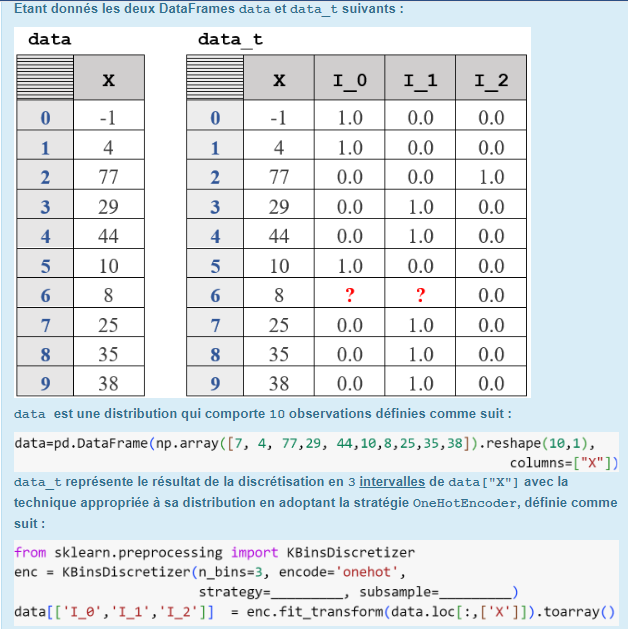 Etant donnés les deux DataFrames data et data_t suivants :
data data_t
X X I_0 I_1 I_2
0 -1 0 -1 1.0 0.0 0.0
1 4 1 4 1.0 0.0 0.0
2 77 2 77 0.0 0.0 1.0
3 29 3 29 0.0 1.0 0.0
4 44 4 44 0.0 1.0 0.0
5 10 5 10 1.0 0.0 0.0
6 8 6 8 ? ? 0.0
7 25 7 25 0.0 1.0 0.0
8 35 8 35 0.0 1.0 0.0
9 38 9 38 0.0 1.0 0.0
data est une distribution qui comporte 10 observations définies comme suit :
data=pd.DataFrame(np.array([7, 4, 77,29, 44,10,8,25,35,38]).reshape(10,1),
columns=["X"])
data_t représente le résultat de la discrétisation en 3 intervalles de data["X"] avec la
technique appropriée à sa distribution en adoptant la stratégie OneHotEncoder, définie comme
suit :
from sklearn.preprocessing import KBinsDiscretizer
enc = KBinsDiscretizer(n_bins=3, encode='onehot',
strategy=_________, subsample=_________)
data[['I_0','I_1','I_2']] = enc.fit_transform(data.loc[:,['X']]).toarray()